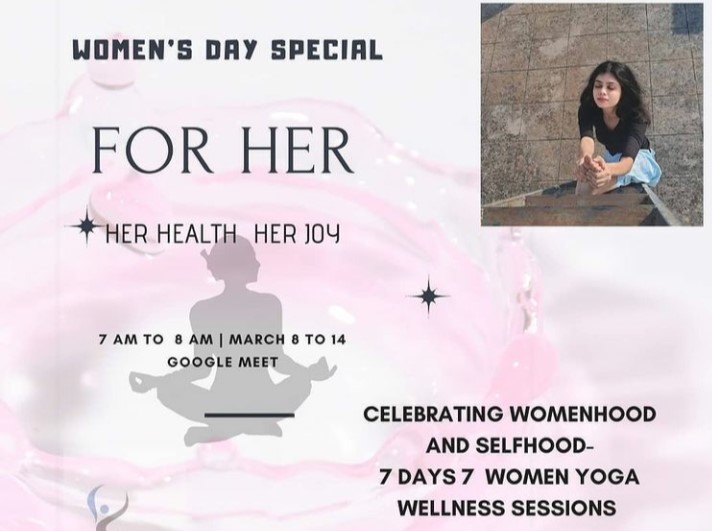 WOMEN'S DAY SPECIAL
FOR HER
HER HEALTH HER JOY
7 AM TO 8 AM | MARCH 8 TO 14
GOOGLE MEET
CELEBRATING WOMENHOOD
AND SELFHOOD-
7 DAYS 7 WOMEN YOGA
WELLNESS SESSIONS